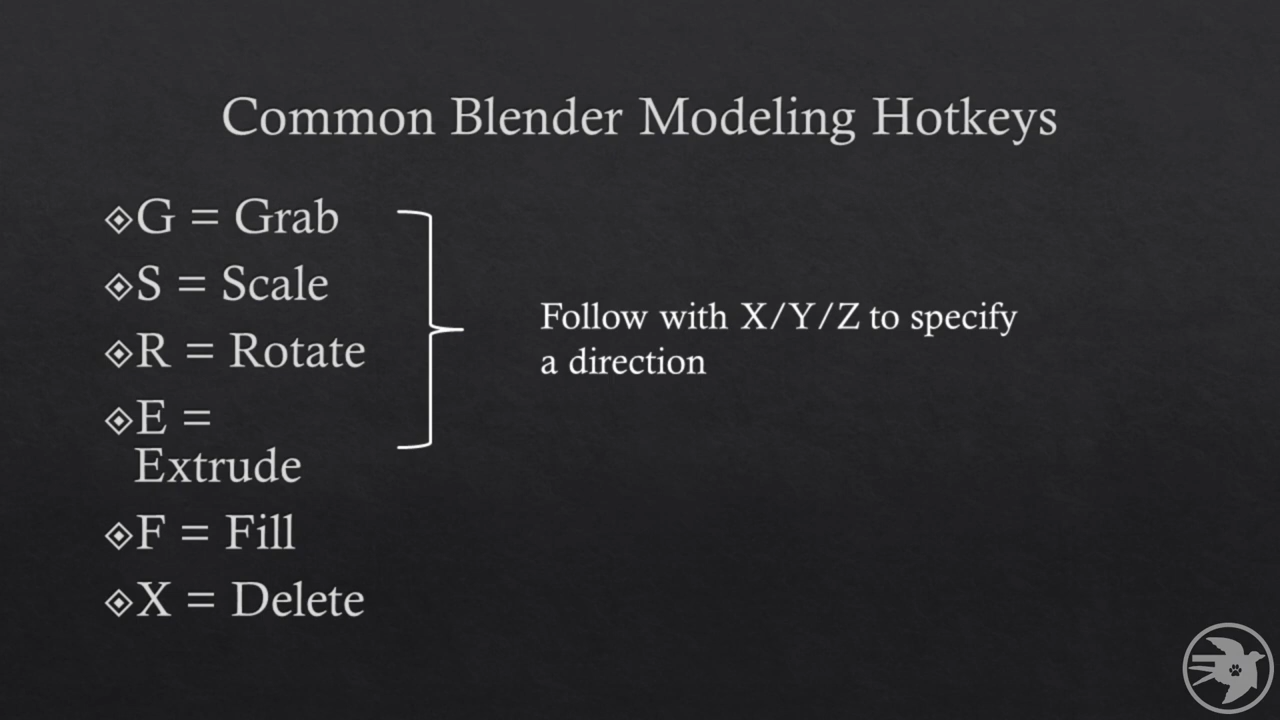 Common Blender Modeling Hotkeys
G = Grab
S = Scale
R = Rotate
E =
Extrude
F = Fill
X = Delete
Follow with X/Y/Z to specify
a direction